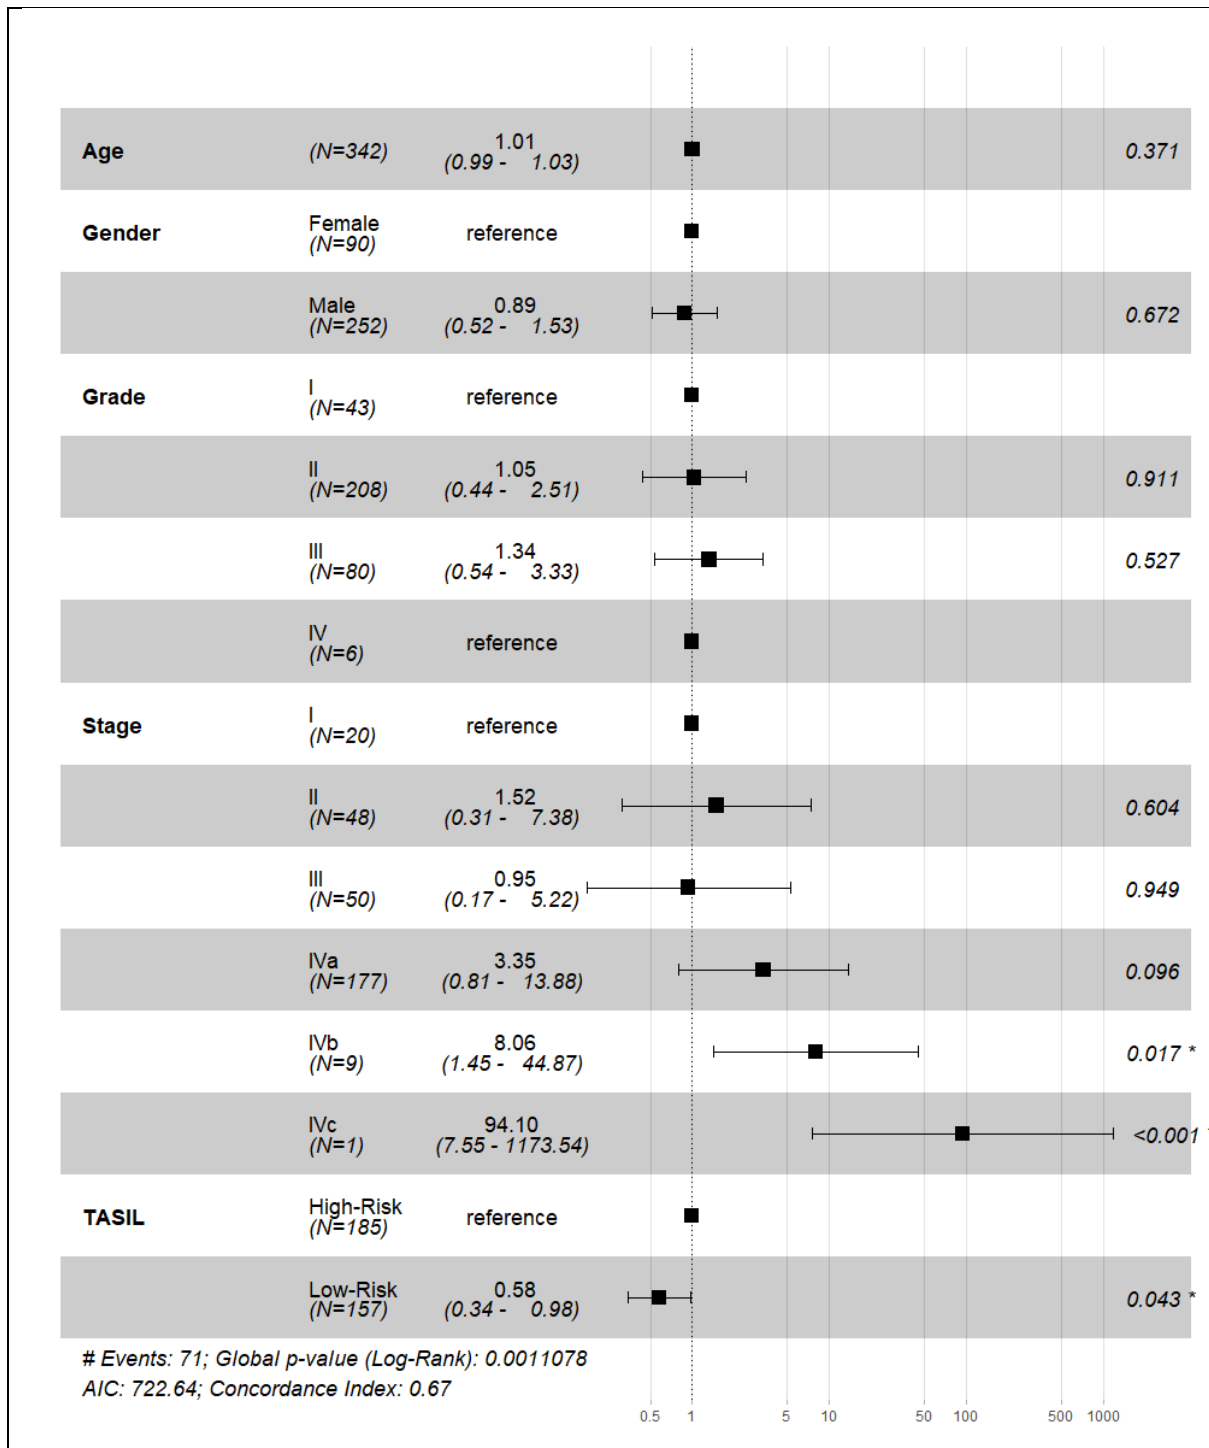 Age (N=342) 1.01 (0.99 - 1.03) 0.371
Gender Female (N=90) reference
Male (N=252) 0.89 (0.52 - 1.53) 0.672
Grade I (N=43) reference
II (N=208) 1.05 (0.44 - 2.51) 0.911
III (N=80) 1.34 (0.54 - 3.33) 0.527
IV (N=6) reference
Stage I (N=20) reference
II (N=48) 1.52 (0.31 - 7.38) 0.604
III (N=50) 0.95 (0.17 - 5.22) 0.949
IVa (N=177) 3.35 (0.81 - 13.88) 0.096
IVb (N=9) 8.06 (1.45 - 44.87) 0.017 *
IVc (N=1) 94.10 (7.55 - 1173.54) <0.001
TASIL High-Risk (N=185) reference
Low-Risk (N=157) 0.58 (0.34 - 0.98) 0.043 *
# Events: 71; Global p-value (Log-Rank): 0.0011078
AIC: 722.64; Concordance Index: 0.67
0.5 1 5 10 50 100 500 1000